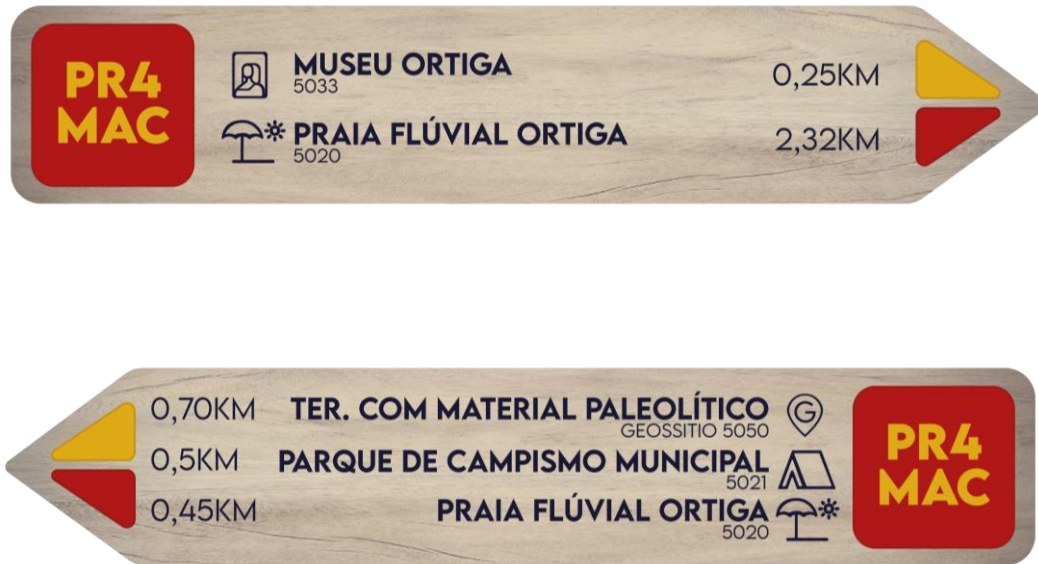 PR4
MAC
MUSEU ORTIGA
5033
0,25KM
PRAIA FLÚVIAL ORTIGA
5020
2,32KM
0,70KM
TER. COM MATERIAL PALEOLÍTICO
GEOSSITIO 5050
0,5KM
PARQUE DE CAMPISMO MUNICIPAL
5021
0,45KM
PRAIA FLÚVIAL ORTIGA
5020
G
PR4
MAC